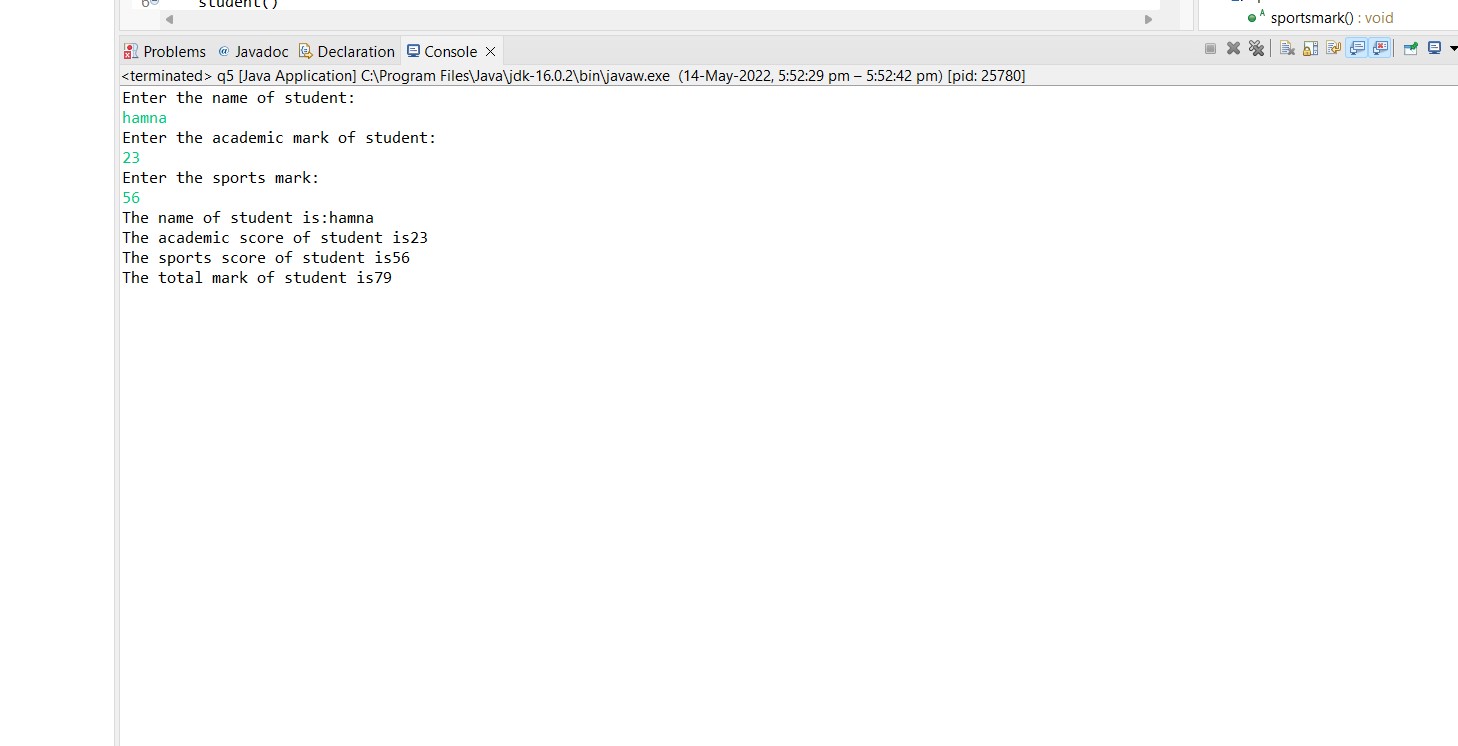 6 student()
sportsmark() : void
Problems @ Javadoc Declaration Console
<terminated> q5 [Java Application] C:\Program Files\Java\jdk-16.0.2\bin\javaw.exe (14-May-2022, 5:52:29 pm – 5:52:42 pm) [pid: 25780]
Enter the name of student:
hamna
Enter the academic mark of student:
23
Enter the sports mark:
56
The name of student is:hamna
The academic score of student is23
The sports score of student is56
The total mark of student is79